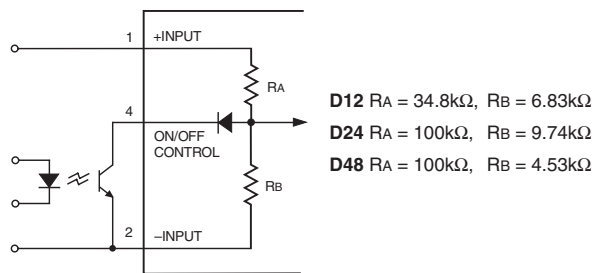 1 +INPUT
RA
4
ON/OFF
CONTROL
RB
2 –INPUT
D12 RA = 34.8kΩ, RB = 6.83kΩ
D24 RA = 100kΩ, RB = 9.74kΩ
D48 RA = 100kΩ, RB = 4.53kΩ